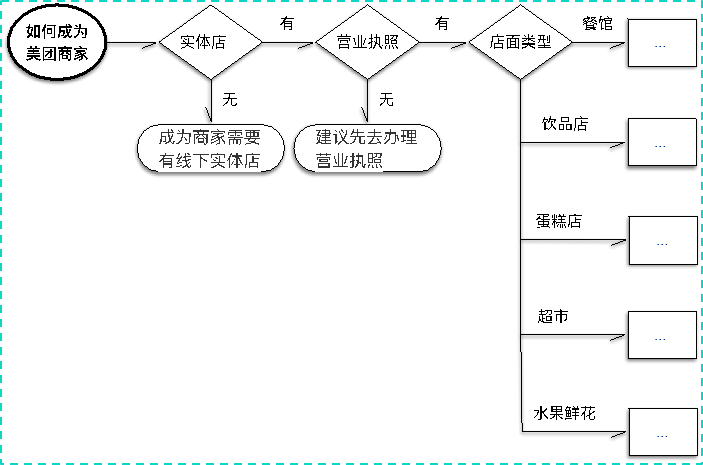 如何成为
美团商家
实体店
有
营业执照
有
店面类型
餐馆
...
无
无
成为商家需要
有线下实体店
建议先去办理
营业执照
饮品店
...
蛋糕店
...
超市
...
水果鲜花
...